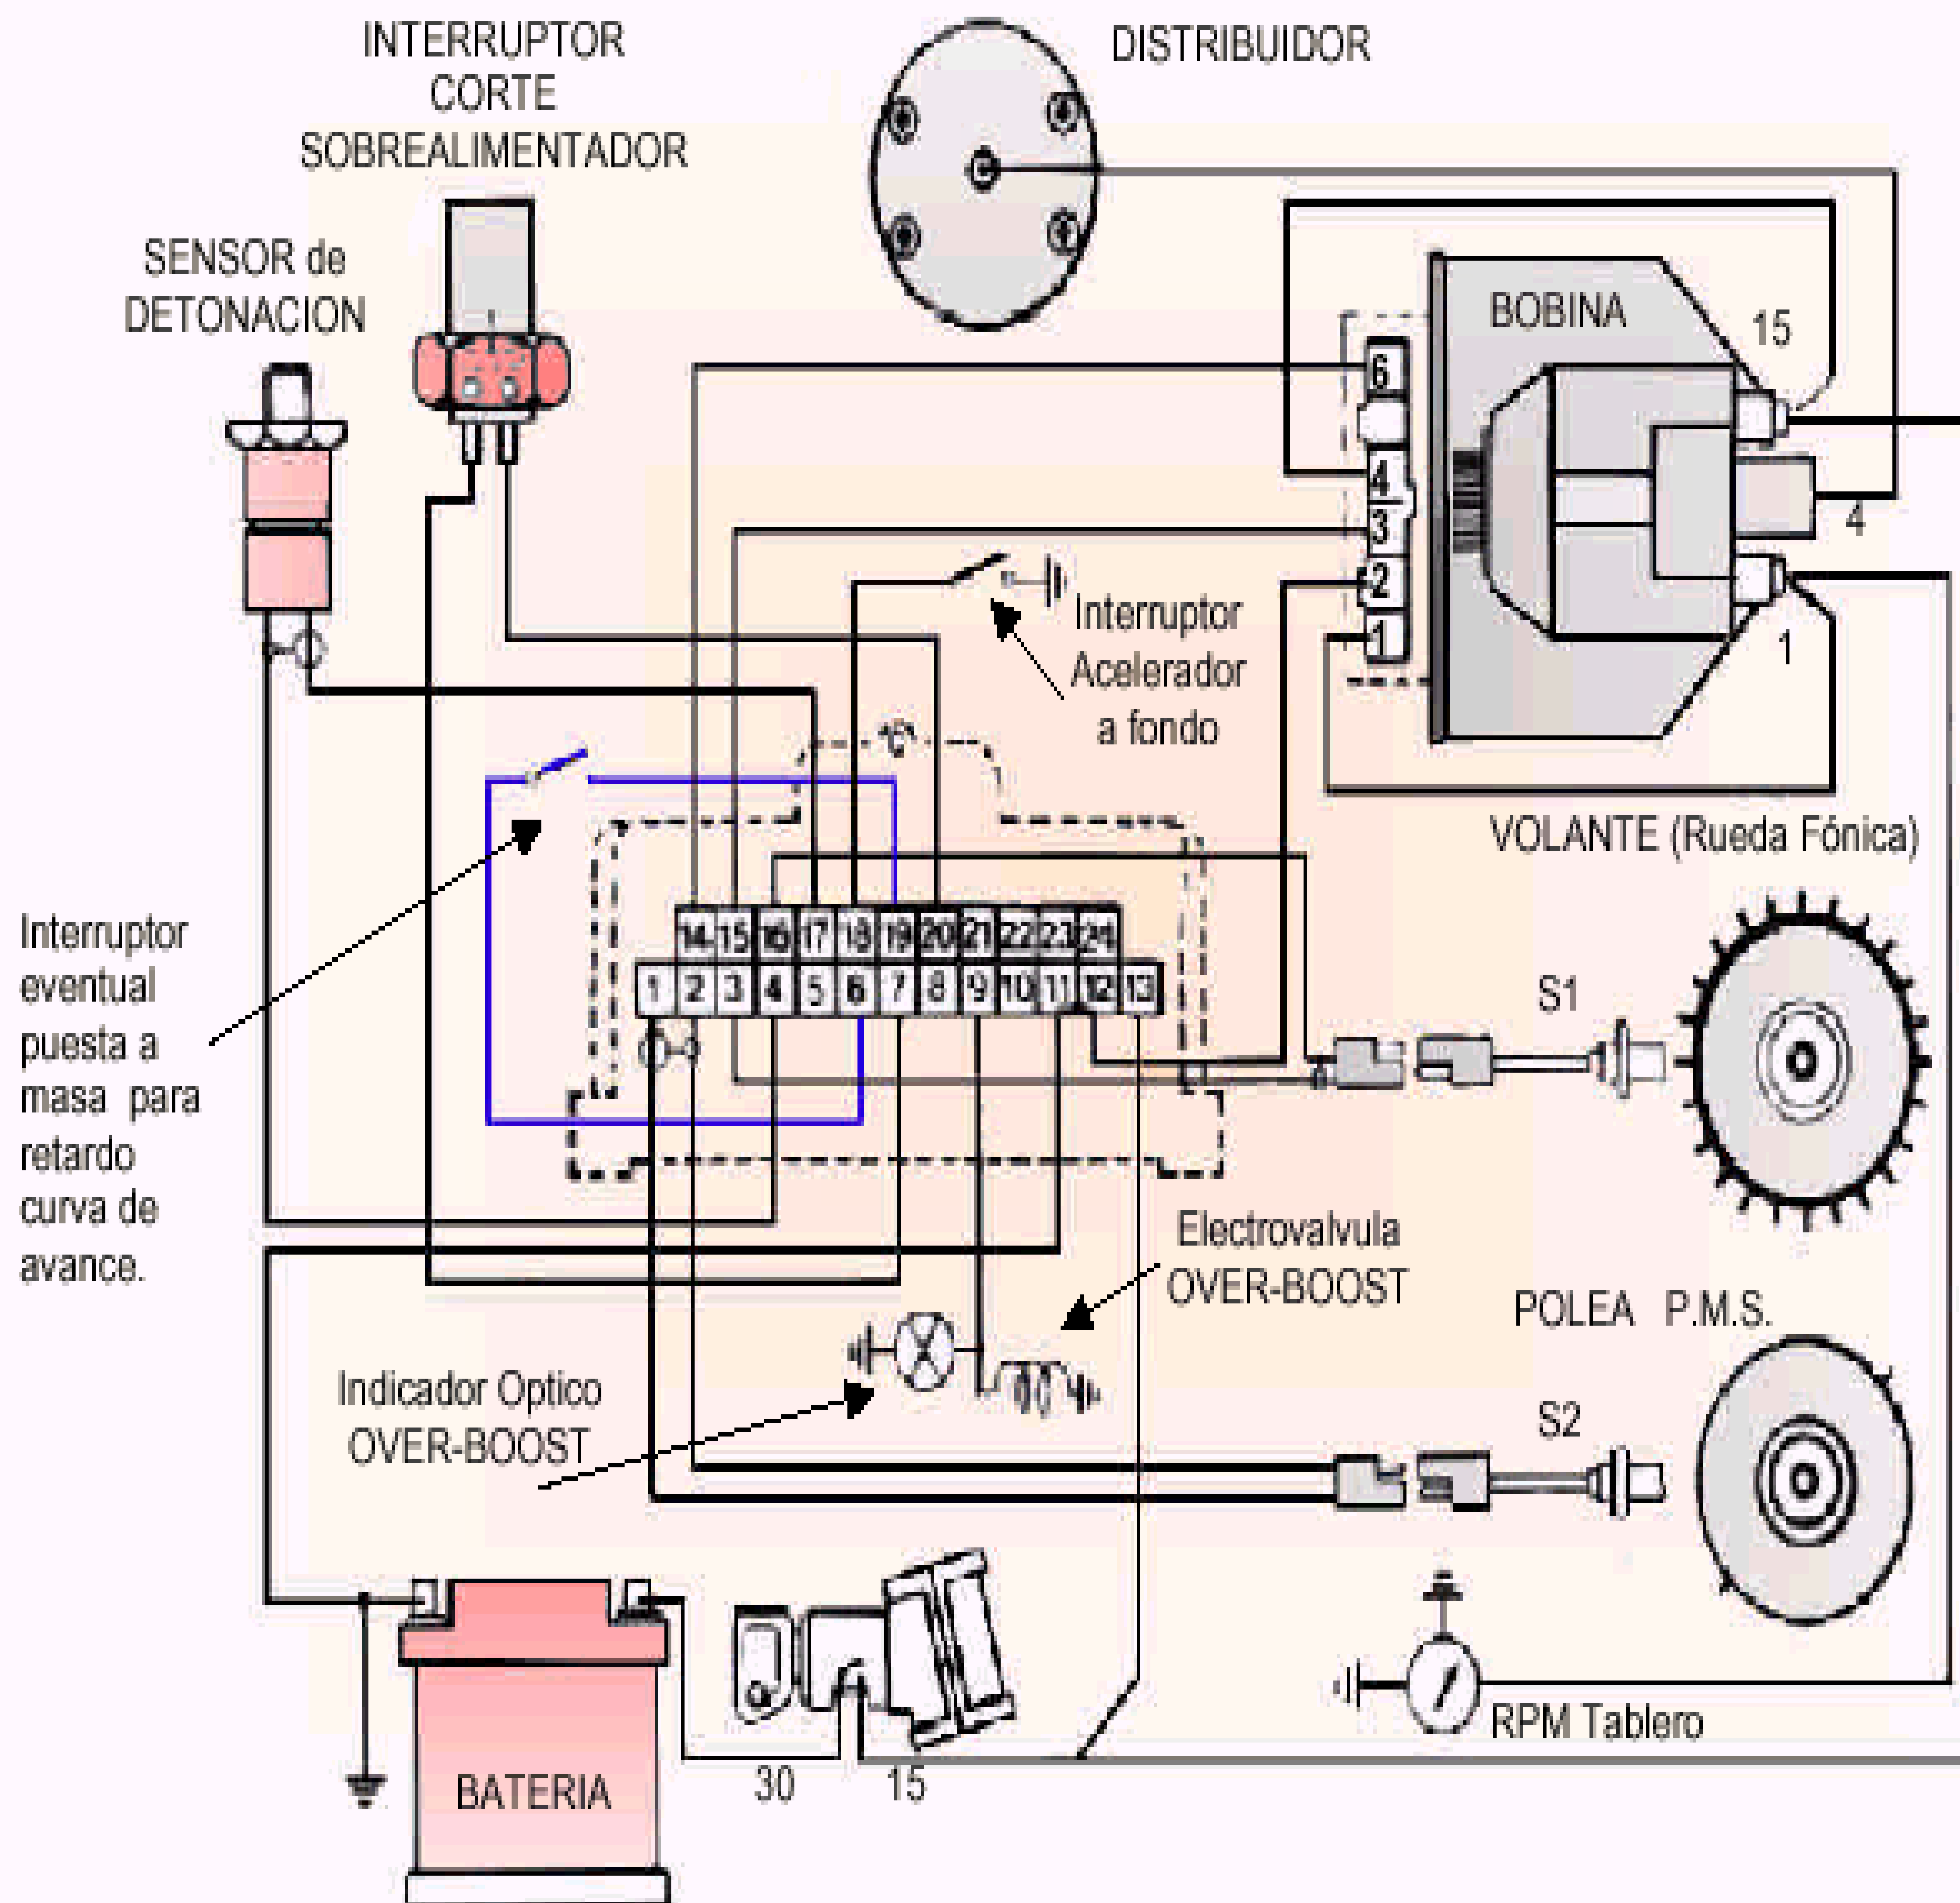 INTERRUPTOR
CORTE
SOBREALIMENTADOR
DISTRIBUIDOR
SENSOR de
DETONACION
BOBINA
15
6
4
3
2
1
4
1
Interruptor
Acelerador
a fondo
°C
VOLANTE (Rueda Fónica)
Interruptor
eventual
puesta a
masa para
retardo
curva de
avance.
14 15 16 17 18 19 20 21 22 23 24
1 2 3 4 5 6 7 8 9 10 11 12 13
S1
Electrovalvula
OVER-BOOST
POLEA P.M.S.
Indicador Optico
OVER-BOOST
S2
RPM Tablero
BATERIA
30
15